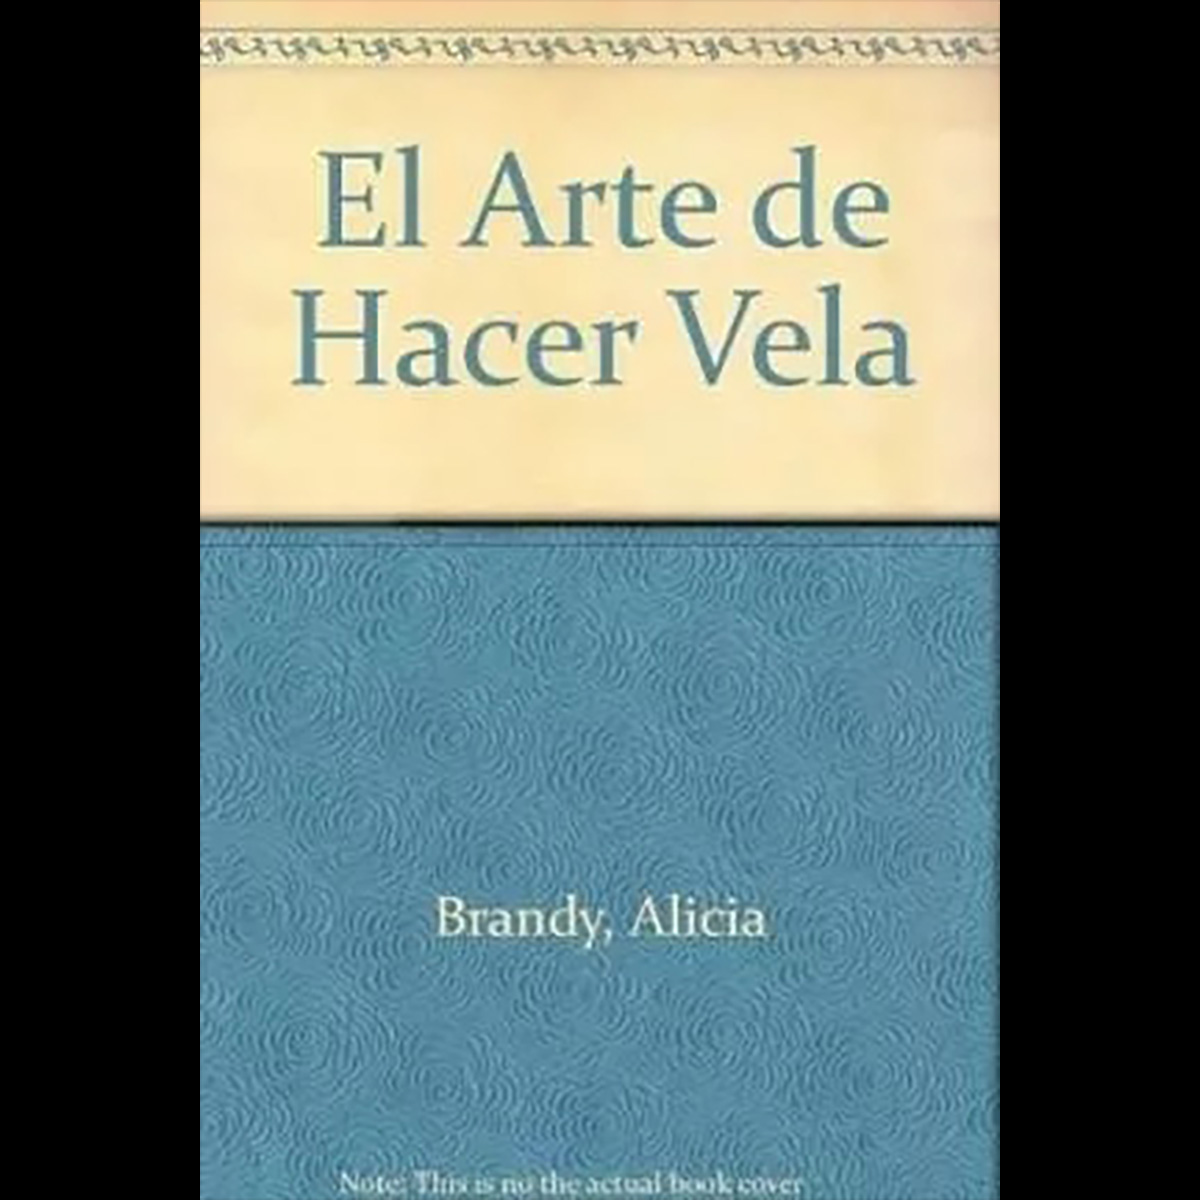 El Arte de
Hacer Vela
Brandy, Alicia
Note: This is no the actual book cover